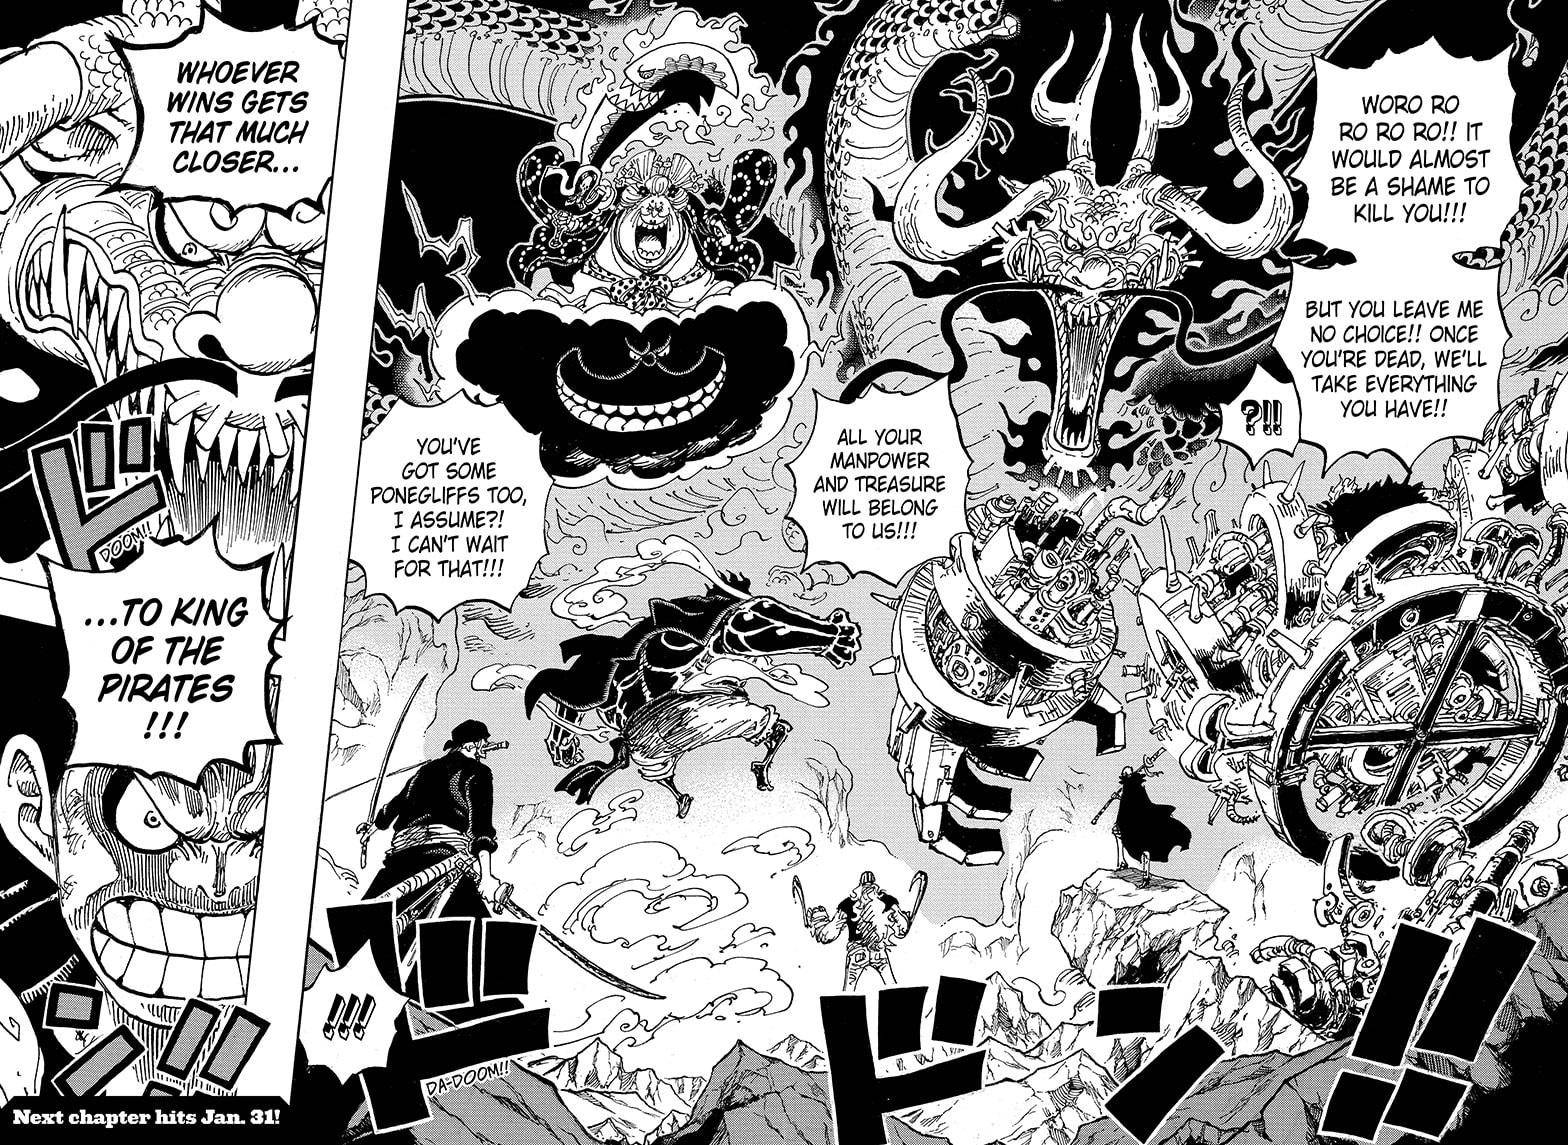 WORO RO
RO RO RO!! IT
WOULD ALMOST
BE A SHAME TO
KILL YOU!!!
BUT YOU LEAVE ME
NO CHOICE!! ONCE
YOU'RE DEAD, WE'LL
TAKE EVERYTHING
YOU HAVE!!
?!!
ALL YOUR
MANPOWER
AND TREASURE
WILL BELONG
TO US!!!
YOU'VE
GOT SOME
PONEGLIFFS TOO,
I ASSUME?!
I CAN'T WAIT
FOR THAT!!!
!!!
ドドン!!
DA-DOOM!!
WHOEVER
WINS GETS
THAT MUCH
CLOSER...
ドン!!
DOOM!!
...TO KING
OF THE
PIRATES
!!!
Next chapter hits Jan. 31!